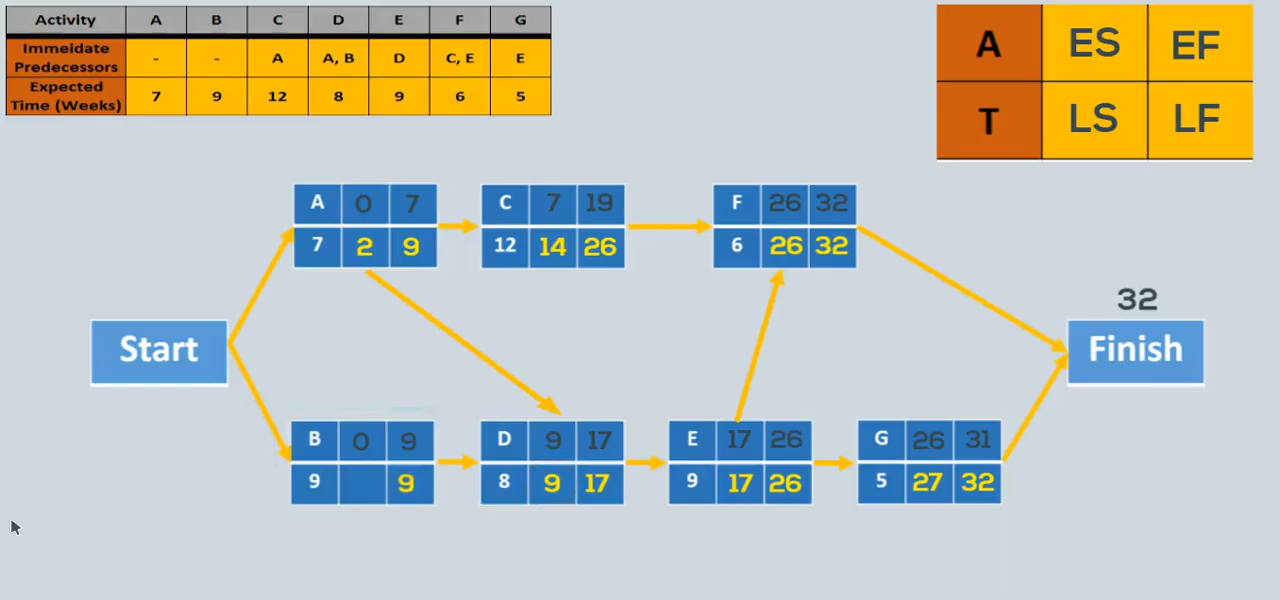 Activity A B C D E F G
Immeidate Predecessors - - A A, B D C, E E
Expected Time (Weeks) 7 9 12 8 9 6 5
A ES EF
T LS LF
A 0 7
7 2 9
C 7 19
12 14 26
F 26 32
6 26 32
Start
32
Finish
B 0 9
9 9
D 9 17
8 9 17
E 17 26
9 17 26
G 26 31
5 27 32